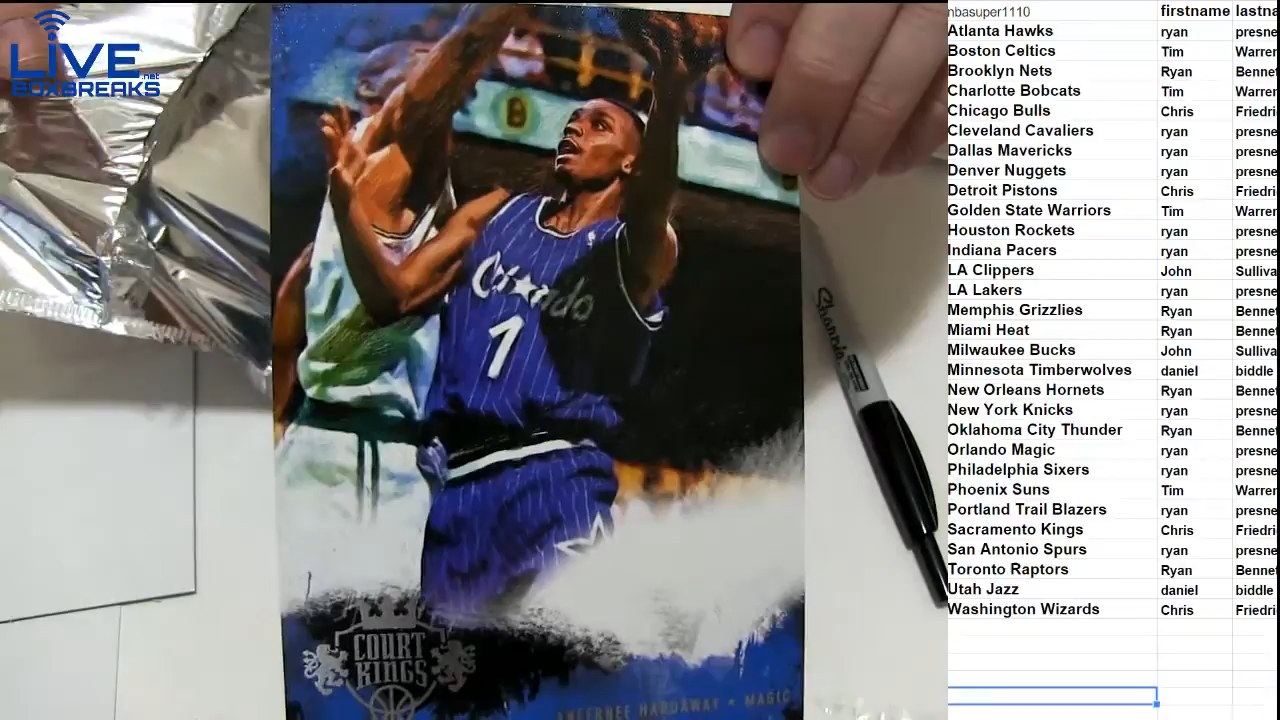 LIVE
.net
BOXBREAKS
Orlando
1
Sharpie
COURT
KINGS
ANFERNEE HARDAWAY • MAGIC
nbasuper1110 firstname lastna
Atlanta Hawks ryan presne
Boston Celtics Tim Warren
Brooklyn Nets Ryan Bennet
Charlotte Bobcats Tim Warren
Chicago Bulls Chris Friedri
Cleveland Cavaliers ryan presne
Dallas Mavericks ryan presne
Denver Nuggets ryan presne
Detroit Pistons Chris Friedri
Golden State Warriors Tim Warren
Houston Rockets ryan presne
Indiana Pacers ryan presne
LA Clippers John Sulliva
LA Lakers ryan presne
Memphis Grizzlies Ryan Bennet
Miami Heat Ryan Bennet
Milwaukee Bucks John Sulliva
Minnesota Timberwolves daniel biddle
New Orleans Hornets Ryan Bennet
New York Knicks ryan presne
Oklahoma City Thunder Ryan Bennet
Orlando Magic ryan presne
Philadelphia Sixers ryan presne
Phoenix Suns Tim Warren
Portland Trail Blazers ryan presne
Sacramento Kings Chris Friedri
San Antonio Spurs ryan presne
Toronto Raptors Ryan Bennet
Utah Jazz daniel biddle
Washington Wizards Chris Friedri